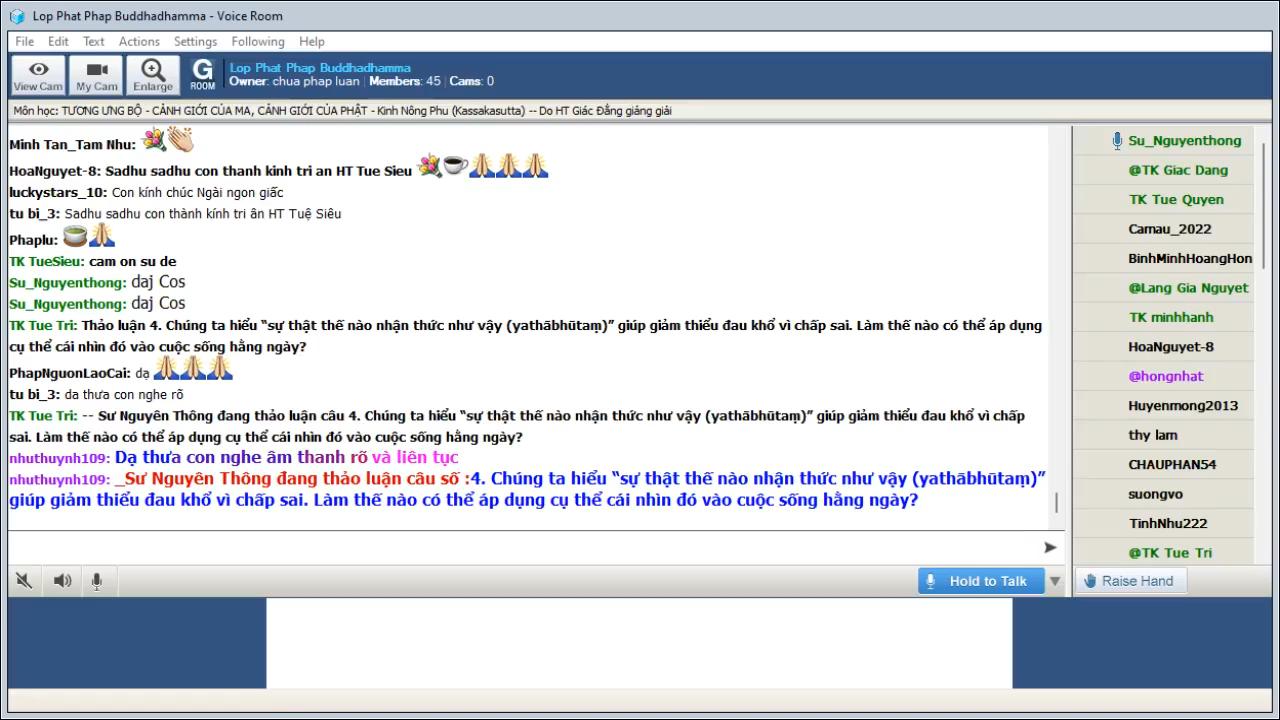 Lop Phat Phap Buddhadhamma - Voice Room
File Edit Text Actions Settings Following Help
View Cam My Cam Enlarge G ROOM
Lop Phat Phap Buddhadhamma
Owner: chua phap luan | Members: 45 | Cams: 0
Môn học: TƯƠNG ƯNG BỘ - CẢNH GIỚI CỦA MA, CẢNH GIỚI CỦA PHẬT - Kinh Nông Phu (Kassakasutta) -- Do HT Giác Đẳng giảng giải
Minh Tan_Tam Nhu:
HoaNguyet-8: Sadhu sadhu con thanh kinh tri an HT Tue Sieu
luckystars_10: Con kính chúc Ngài ngon giấc
tu bi_3: Sadhu sadhu con thành kính tri ân HT Tuệ Siêu
Phaplu:
TK TueSieu: cam on su de
Su_Nguyenthong: daj Cos
Su_Nguyenthong: daj Cos
TK Tue Tri: Thảo luận 4. Chúng ta hiểu “sự thật thế nào nhận thức như vậy (yathābhūtaṃ)” giúp giảm thiểu đau khổ vì chấp sai. Làm thế nào có thể áp dụng
cụ thể cái nhìn đó vào cuộc sống hằng ngày?
PhapNguonLaoCai: dạ
tu bi_3: da thưa con nghe rõ
TK Tue Tri: -- Sư Nguyên Thông đang thảo luận câu 4. Chúng ta hiểu “sự thật thế nào nhận thức như vậy (yathābhūtaṃ)” giúp giảm thiểu đau khổ vì chấp
sai. Làm thế nào có thể áp dụng cụ thể cái nhìn đó vào cuộc sống hằng ngày?
nhuthuynh109: Dạ thưa con nghe âm thanh rõ và liên tục
nhuthuynh109: _Sư Nguyên Thông đang thảo luận câu số :4. Chúng ta hiểu “sự thật thế nào nhận thức như vậy (yathābhūtaṃ)”
giúp giảm thiểu đau khổ vì chấp sai. Làm thế nào có thể áp dụng cụ thể cái nhìn đó vào cuộc sống hằng ngày?
Hold to Talk
Su_Nguyenthong
@TK Giac Dang
TK Tue Quyen
Camau_2022
BinhMinhHoangHon
@Lang Gia Nguyet
TK minhhanh
HoaNguyet-8
@hongnhat
Huyenmong2013
thy lam
CHAUPHAN54
suongvo
TinhNhu222
@TK Tue Tri
Raise Hand